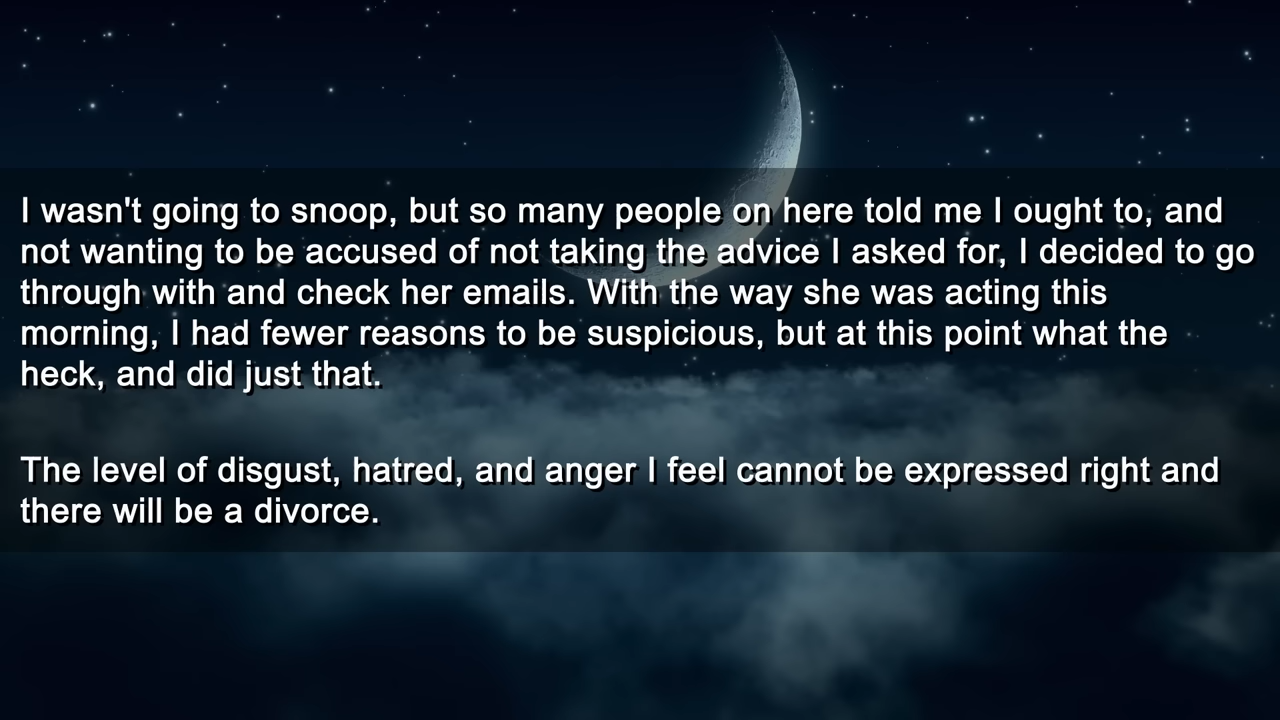 I wasn't going to snoop, but so many people on here told me I ought to, and
not wanting to be accused of not taking the advice I asked for, I decided to go
through with and check her emails. With the way she was acting this
morning, I had fewer reasons to be suspicious, but at this point what the
heck, and did just that.
The level of disgust, hatred, and anger I feel cannot be expressed right and
there will be a divorce.